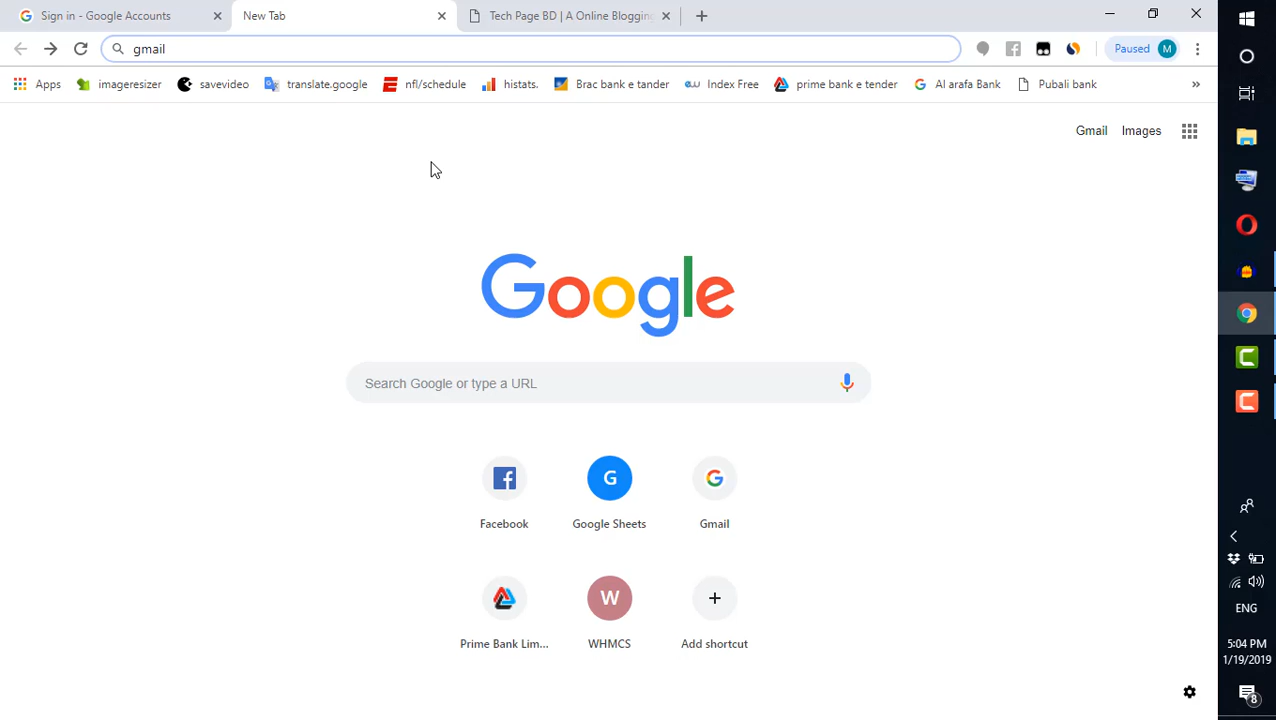 Sign in - Google Accounts
New Tab
Tech Page BD | A Online Blogging
gmail
Paused M
Apps
imageresizer
savevideo
translate.google
nfl/schedule
histats.
Brac bank e tander
Index Free
prime bank e tender
Al arafa Bank
Pubali bank
»
Gmail
Images
Google
Search Google or type a URL
G
Facebook
Google Sheets
Gmail
W
Prime Bank Lim...
WHMCS
Add shortcut
ENG
5:04 PM
1/19/2019
8